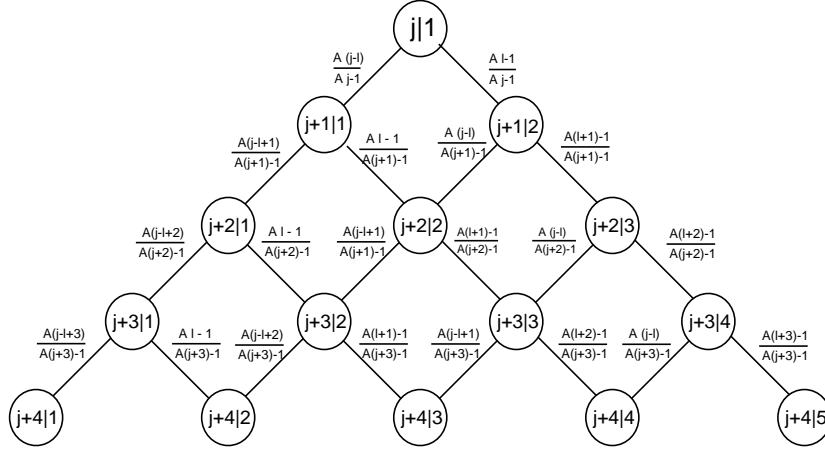 j|1
A (j-l)
A j-1
A l-1
A j-1
j+1|1
j+1|2
A(j-l+1)
A(j+1)-1
A l - 1
A(j+1)-1
A (j-l)
A(j+1)-1
A(l+1)-1
A(j+1)-1
j+2|1
j+2|2
j+2|3
A(j-l+2)
A(j+2)-1
A l - 1
A(j+2)-1
A(j-l+1)
A(j+1)-1
A(l+1)-1
A(j+2)-1
A (j-l)
A(j+2)-1
A(l+2)-1
A(j+2)-1
j+3|1
j+3|2
j+3|3
j+3|4
A(j-l+3)
A(j+3)-1
A l - 1
A(j+3)-1
A(j-l+2)
A(j+3)-1
A(l+1)-1
A(j+3)-1
A(j-l+1)
A(j+3)-1
A(l+2)-1
A(j+3)-1
A (j-l)
A(j+3)-1
A(l+3)-1
A(j+3)-1
j+4|1
j+4|2
j+4|3
j+4|4
j+4|5